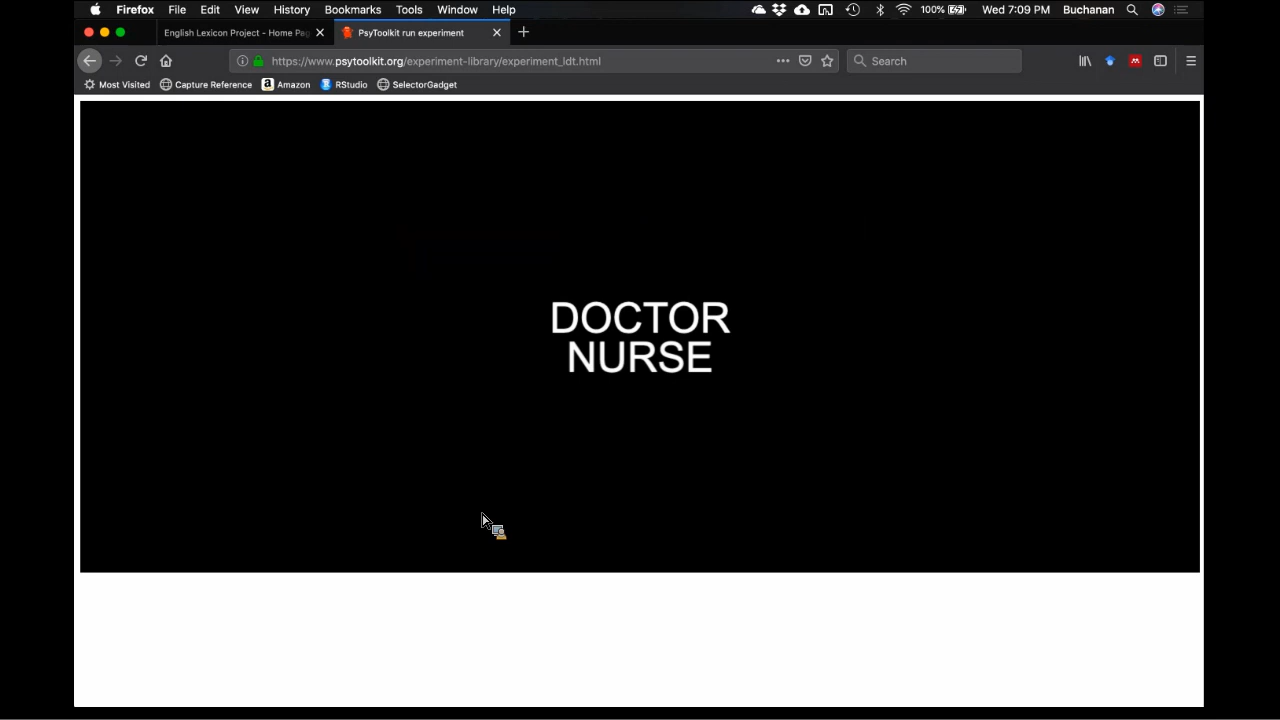 Firefox File Edit View History Bookmarks Tools Window Help 100% Wed 7:09 PM Buchanan
English Lexicon Project - Home Pag PsyToolkit run experiment
https://www.psytoolkit.org/experiment-library/experiment_ldt.html Search
Most Visited Capture Reference Amazon RStudio SelectorGadget
DOCTOR
NURSE